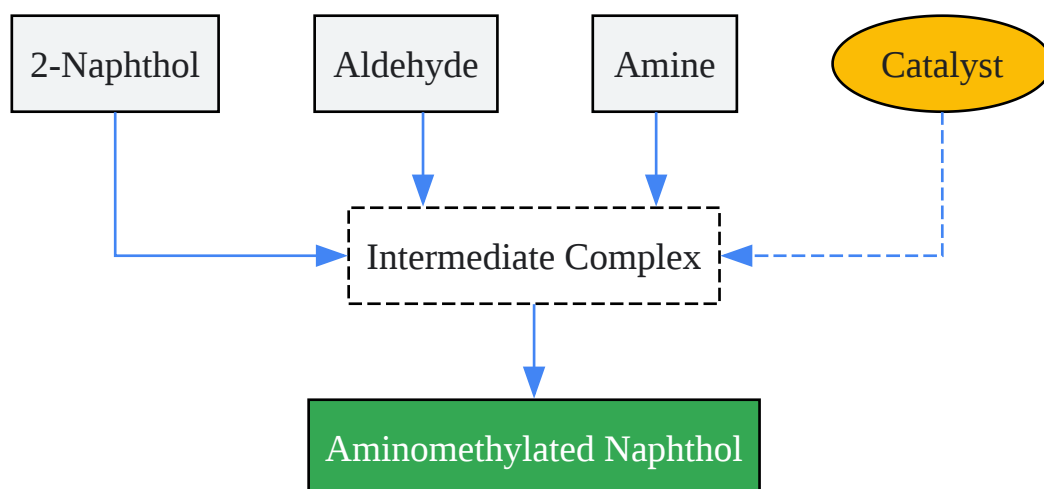 2-Naphthol
Aldehyde
Amine
Catalyst
Intermediate Complex
Aminomethylated Naphthol